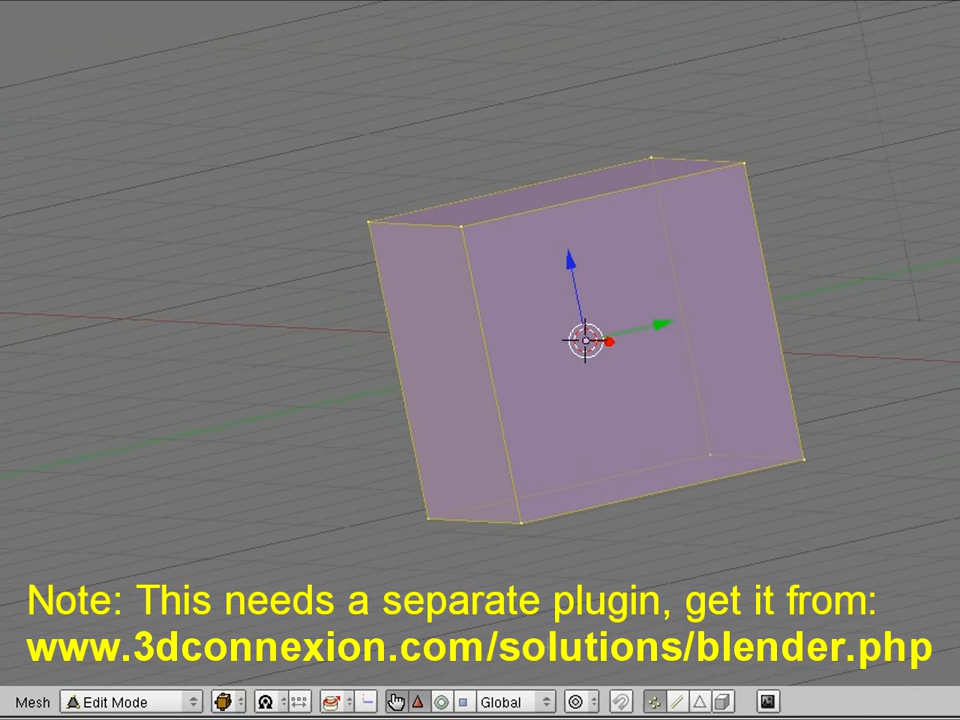 Note: This needs a separate plugin, get it from:
www.3dconnexion.com/solutions/blender.php
Mesh Edit Mode Global